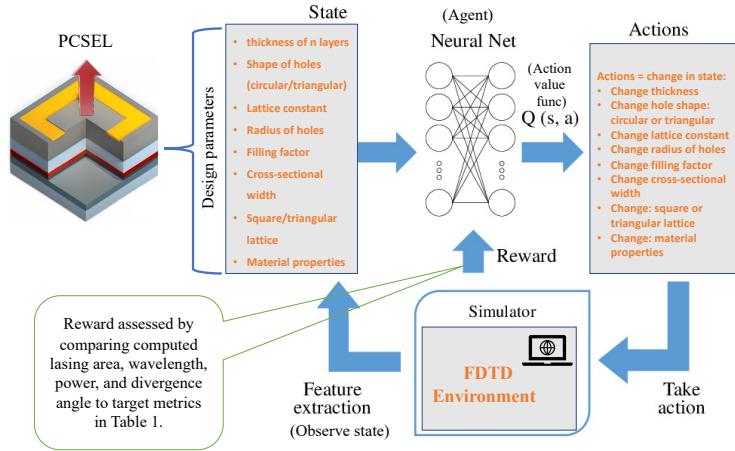 PCSEL
Design parameters
State
• thickness of n layers
• Shape of holes
(circular/triangular)
• Lattice constant
• Radius of holes
• Filling factor
• Cross-sectional
width
• Square/triangular
lattice
• Material properties
(Agent)
Neural Net
(Action
value
func)
Q (s, a)
Actions
Actions = change in state:
• Change thickness
• Change hole shape:
circular or triangular
• Change lattice constant
• Change radius of holes
• Change filling factor
• Change cross-sectional
width
• Change: square or
triangular lattice
• Change: material
properties
Reward
Reward assessed by
comparing computed
lasing area, wavelength,
power, and divergence
angle to target metrics
in Table 1.
Feature
extraction
(Observe state)
Simulator
FDTD
Environment
Take
action